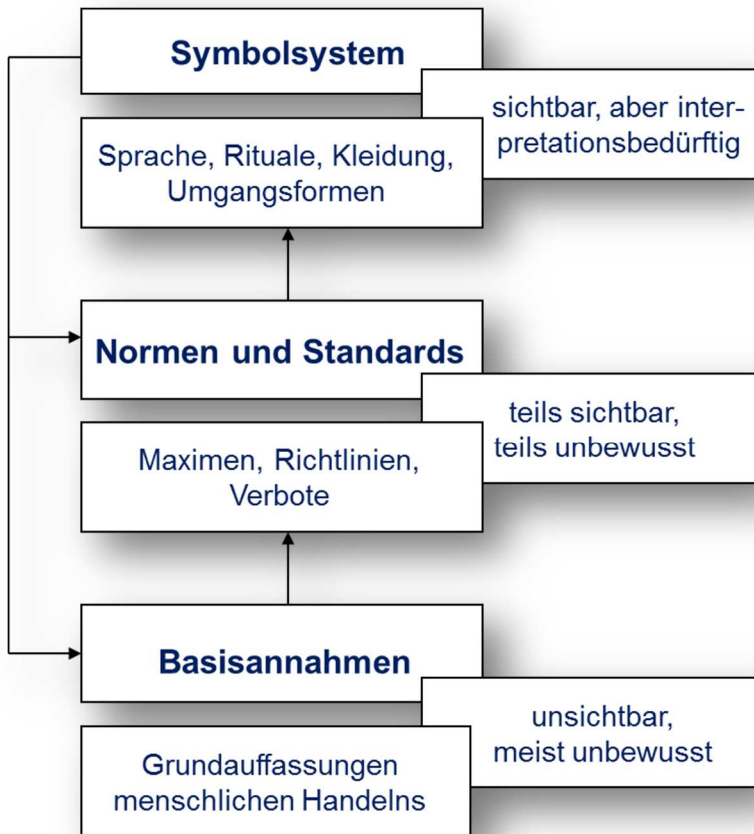 Symbolsystem
sichtbar, aber inter-
pretationsbedürftig
Sprache, Rituale, Kleidung,
Umgangsformen
Normen und Standards
teils sichtbar,
teils unbewusst
Maximen, Richtlinien,
Verbote
Basisannahmen
unsichtbar,
meist unbewusst
Grundauffassungen
menschlichen Handelns